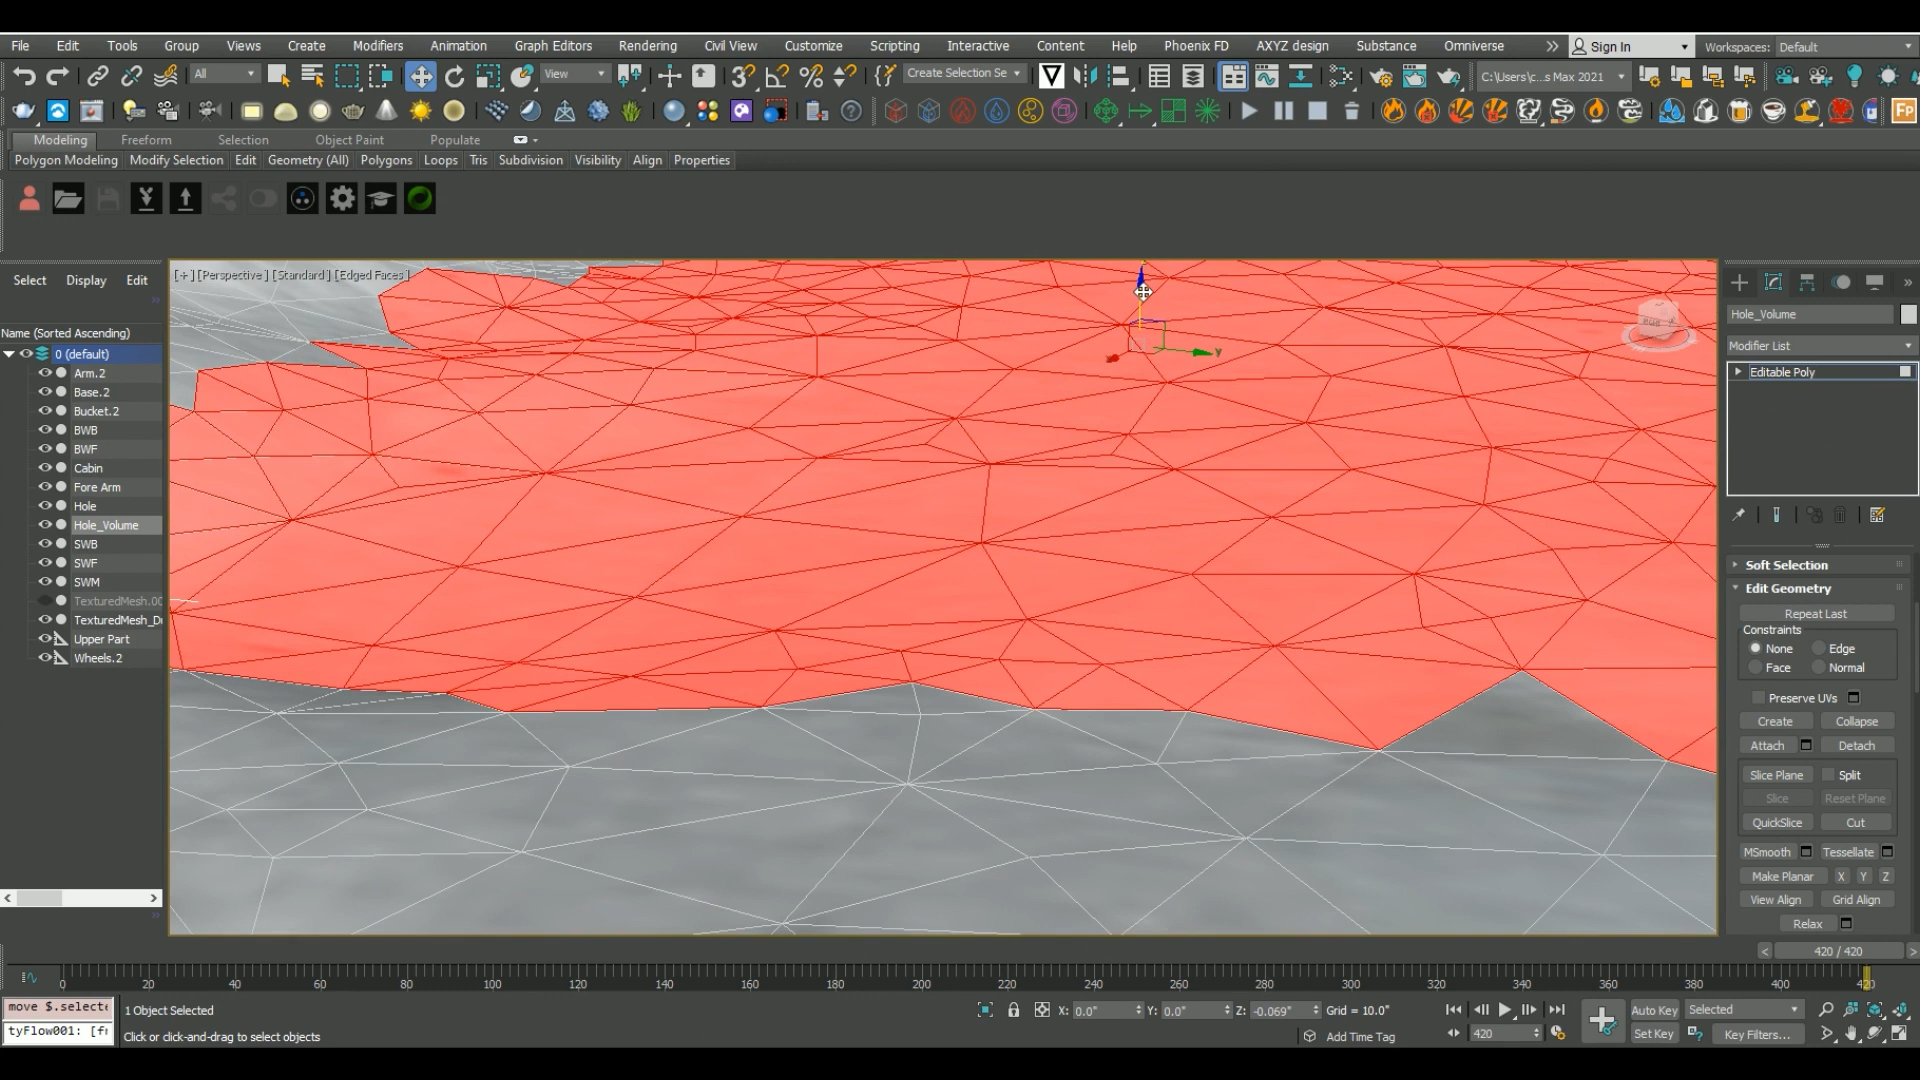 File Edit Tools Group Views Create Modifiers Animation Graph Editors Rendering Civil View Customize Scripting Interactive Content Help Phoenix FD AXYZ design Substance Omniverse Sign In Workspaces: Default
All View Create Selection Se C:\Users\c...s Max 2021
Fp
Modeling Freeform Selection Object Paint Populate
Polygon Modeling Modify Selection Edit Geometry (All) Polygons Loops Tris Subdivision Visibility Align Properties
Select Display Edit
[+] [Perspective] [Standard] [Edged Faces]
Name (Sorted Ascending)
0 (default)
Arm.2
Base.2
Bucket.2
BWB
BWF
Cabin
Fore Arm
Hole
Hole_Volume
SWB
SWF
SWM
TexturedMesh.00
TexturedMesh_D
Upper Part
Wheels.2
y
Hole_Volume
Modifier List
Editable Poly
Soft Selection
Edit Geometry
Repeat Last
Constraints
None Edge
Face Normal
Preserve UVs
Create Collapse
Attach Detach
Slice Plane Split
Slice Reset Plane
QuickSlice Cut
MSmooth Tessellate
Make Planar X Y Z
View Align Grid Align
Relax
420 / 420
0 20 40 60 80 100 120 140 160 180 200 220 240 260 280 300 320 340 360 380 400 420
move $.selecte 1 Object Selected X: 0.0" Y: 0.0" Z: -0.069" Grid = 10.0" Auto Key Selected
tyFlow001: [fr Click or click-and-drag to select objects Add Time Tag 420 Set Key Key Filters...